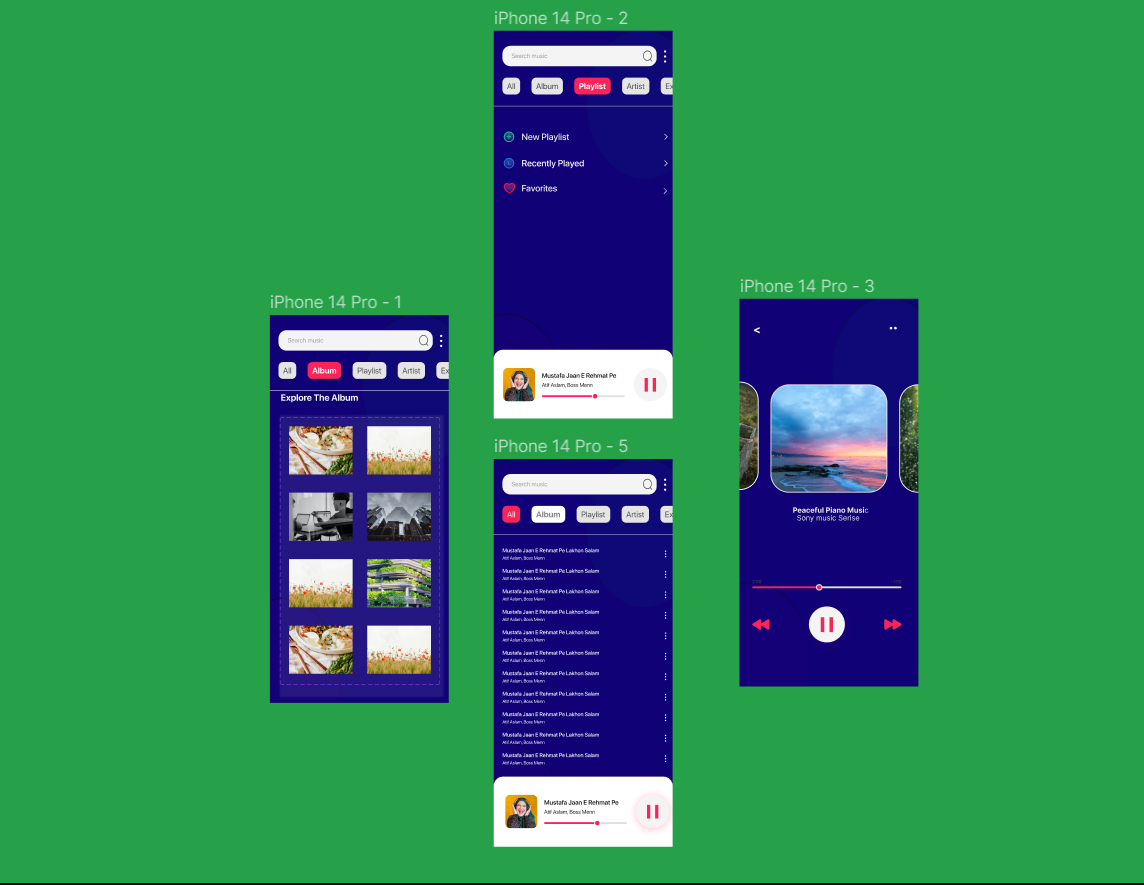 iPhone 14 Pro - 2
Search music
All
Album
Playlist
Artist
Ex
New Playlist
Recently Played
Favorites
Mustafa Jaan E Rehmat Pe
Atif Aslam, Boss Menn
iPhone 14 Pro - 1
Search music
All
Album
Playlist
Artist
Ex
Explore The Album
iPhone 14 Pro - 5
Search music
All
Album
Playlist
Artist
Ex
Mustafa Jaan E Rehmat Pe Lakhon Salam
Atif Aslam, Boss Menn
Mustafa Jaan E Rehmat Pe Lakhon Salam
Atif Aslam, Boss Menn
Mustafa Jaan E Rehmat Pe Lakhon Salam
Atif Aslam, Boss Menn
Mustafa Jaan E Rehmat Pe Lakhon Salam
Atif Aslam, Boss Menn
Mustafa Jaan E Rehmat Pe Lakhon Salam
Atif Aslam, Boss Menn
Mustafa Jaan E Rehmat Pe Lakhon Salam
Atif Aslam, Boss Menn
Mustafa Jaan E Rehmat Pe Lakhon Salam
Atif Aslam, Boss Menn
Mustafa Jaan E Rehmat Pe Lakhon Salam
Atif Aslam, Boss Menn
Mustafa Jaan E Rehmat Pe Lakhon Salam
Atif Aslam, Boss Menn
Mustafa Jaan E Rehmat Pe Lakhon Salam
Atif Aslam, Boss Menn
Mustafa Jaan E Rehmat Pe Lakhon Salam
Atif Aslam, Boss Menn
Mustafa Jaan E Rehmat Pe
Atif Aslam, Boss Menn
iPhone 14 Pro - 3
<
Peaceful Piano Music
Sony music Serise